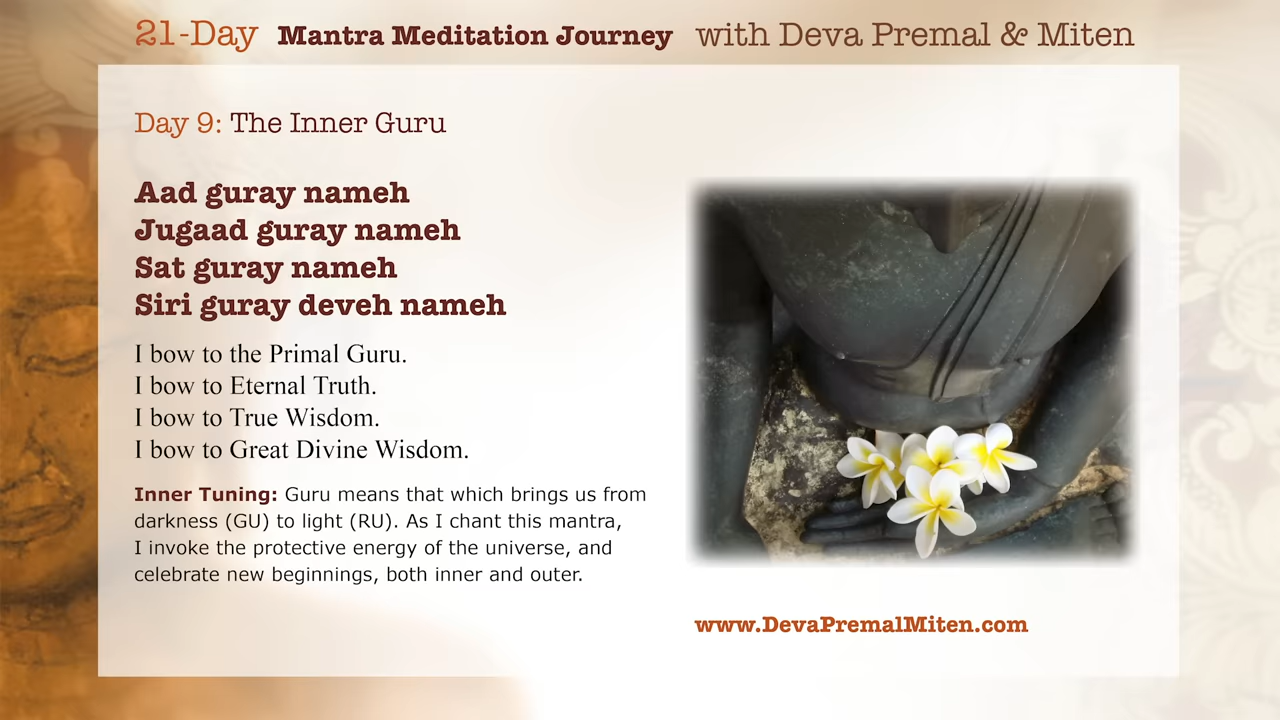 21-Day Mantra Meditation Journey with Deva Premal & Miten
Day 9: The Inner Guru
Aad guray nameh
Jugaad guray nameh
Sat guray nameh
Siri guray deveh nameh
I bow to the Primal Guru.
I bow to Eternal Truth.
I bow to True Wisdom.
I bow to Great Divine Wisdom.
Inner Tuning: Guru means that which brings us from
darkness (GU) to light (RU). As I chant this mantra,
I invoke the protective energy of the universe, and
celebrate new beginnings, both inner and outer.
www.DevaPremalMiten.com